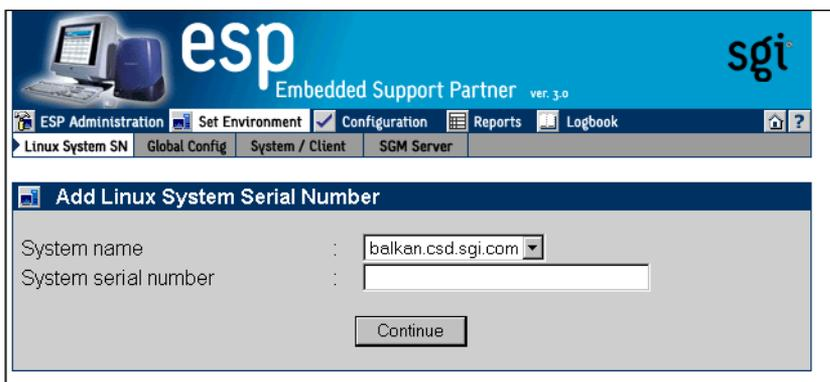 esp
Embedded Support Partner ver. 3.0
sgi
ESP Administration Set Environment Configuration Reports Logbook ?
Linux System SN Global Config System / Client SGM Server
Add Linux System Serial Number
System name : balkan.csd.sgi.com
System serial number :
Continue